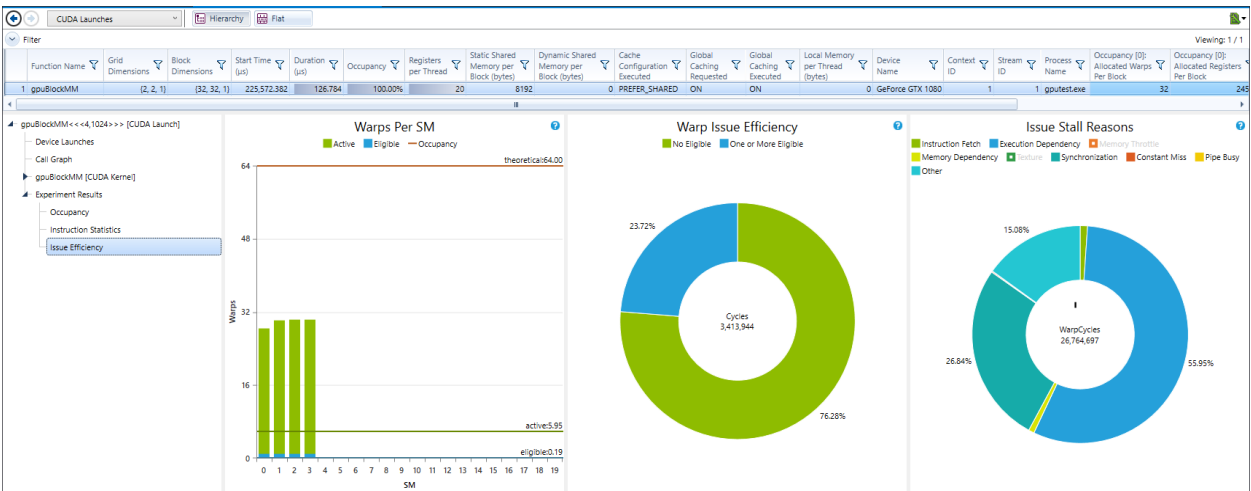 CUDA Launches Hierarchy Flat
Filter Viewing: 1 / 1
Function Name Grid Dimensions Block Dimensions Start Time (μs) Duration (μs) Occupancy Registers per Thread Static Shared Memory per Block (bytes) Dynamic Shared Memory per Block (bytes) Cache Configuration Executed Global Caching Requested Global Caching Executed Local Memory per Thread (bytes) Device Name Context ID Stream ID Process Name Occupancy [0]: Allocated Warps Per Block Occupancy [0]: Allocated Registers Per Block
1 gpuBlockMM {2, 2, 1} {32, 32, 1} 225,572.382 126.784 100.00% 20 8192 0 PREFER_SHARED ON ON 0 GeForce GTX 1080 1 1 gputest.exe 32 245
gpuBlockMM<<<4,1024>>> [CUDA Launch]
Device Launches
Call Graph
gpuBlockMM [CUDA Kernel]
Experiment Results
Occupancy
Instruction Statistics
Issue Efficiency
Warps Per SM
Active Eligible Occupancy
theoretical:64.00
64
48
32
16
0
Warps
active:5.95
eligible:0.19
0 1 2 3 4 5 6 7 8 9 10 11 12 13 14 15 16 17 18 19
SM
Warp Issue Efficiency
No Eligible One or More Eligible
23.72%
Cycles
3,413,944
76.28%
Issue Stall Reasons
Instruction Fetch Execution Dependency Memory Throttle
Memory Dependency Texture Synchronization Constant Miss Pipe Busy
Other
15.08%
WarpCycles
26,764,697
26.84%
55.95%